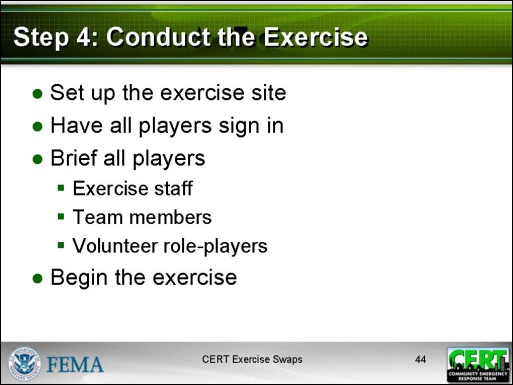 Step 4: Conduct the Exercise
● Set up the exercise site
● Have all players sign in
● Brief all players
▪ Exercise staff
▪ Team members
▪ Volunteer role-players
● Begin the exercise
FEMA
CERT Exercise Swaps
44
CERT
COMMUNITY EMERGENCY
RESPONSE TEAM